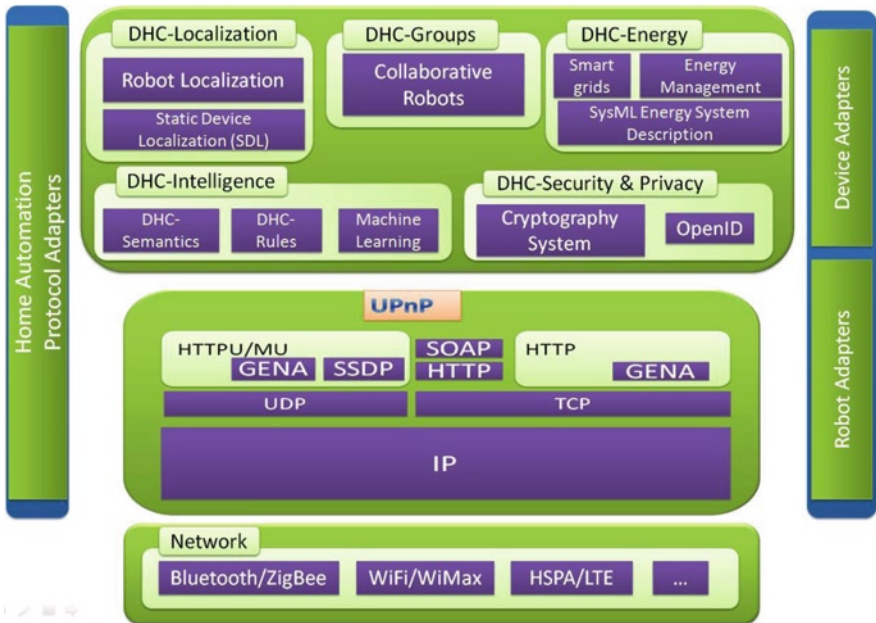 Home Automation
Protocol Adapters
DHC-Localization
Robot Localization
Static Device
Localization (SDL)
DHC-Groups
Collaborative
Robots
DHC-Energy
Smart
grids
Energy
Management
SysML Energy System
Description
DHC-Intelligence
DHC-
Semantics
DHC-
Rules
Machine
Learning
DHC-Security & Privacy
Cryptography
System
OpenID
Device Adapters
Robot Adapters
UPnP
HTTPU/MU
GENA
SSDP
SOAP
HTTP
HTTP
GENA
UDP
TCP
IP
Network
Bluetooth/ZigBee
WiFi/WiMax
HSPA/LTE
...